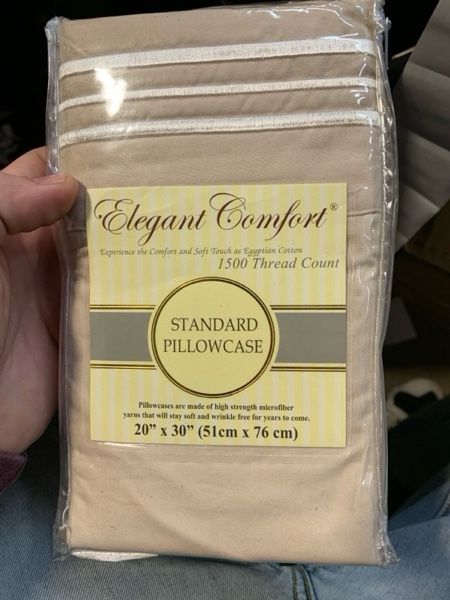 Elegant Comfort®
Experience the Comfort and Soft Touch as Egyptian Cotton
1500 Thread Count
STANDARD
PILLOWCASE
Pillowcases are made of high strength microfiber
yarns that will stay soft and wrinkle free for years to come.
20” x 30” (51cm x 76 cm)